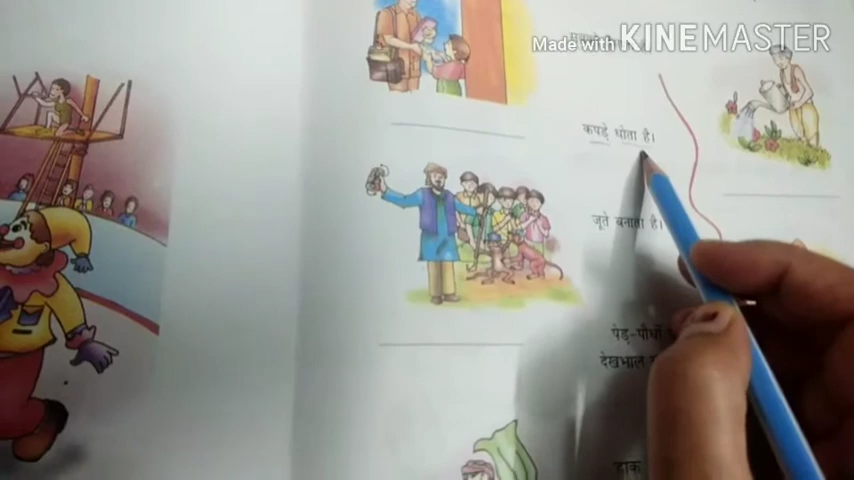 Made with KINEMASTER
कपड़े धोता है।
जूते बनाता है।
पेड़-पौधों
देखभाल
डाक